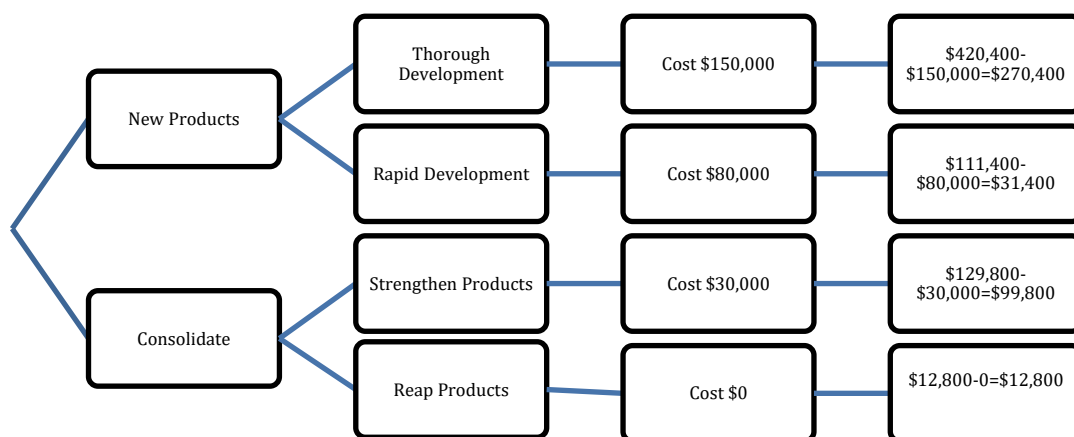 Thorough
Development
Cost $150,000
$420,400-
$150,000=$270,400
New Products
Rapid Development
Cost $80,000
$111,400-
$80,000=$31,400
Strengthen Products
Cost $30,000
$129,800-
$30,000=$99,800
Consolidate
Reap Products
Cost $0
$12,800-0=$12,800